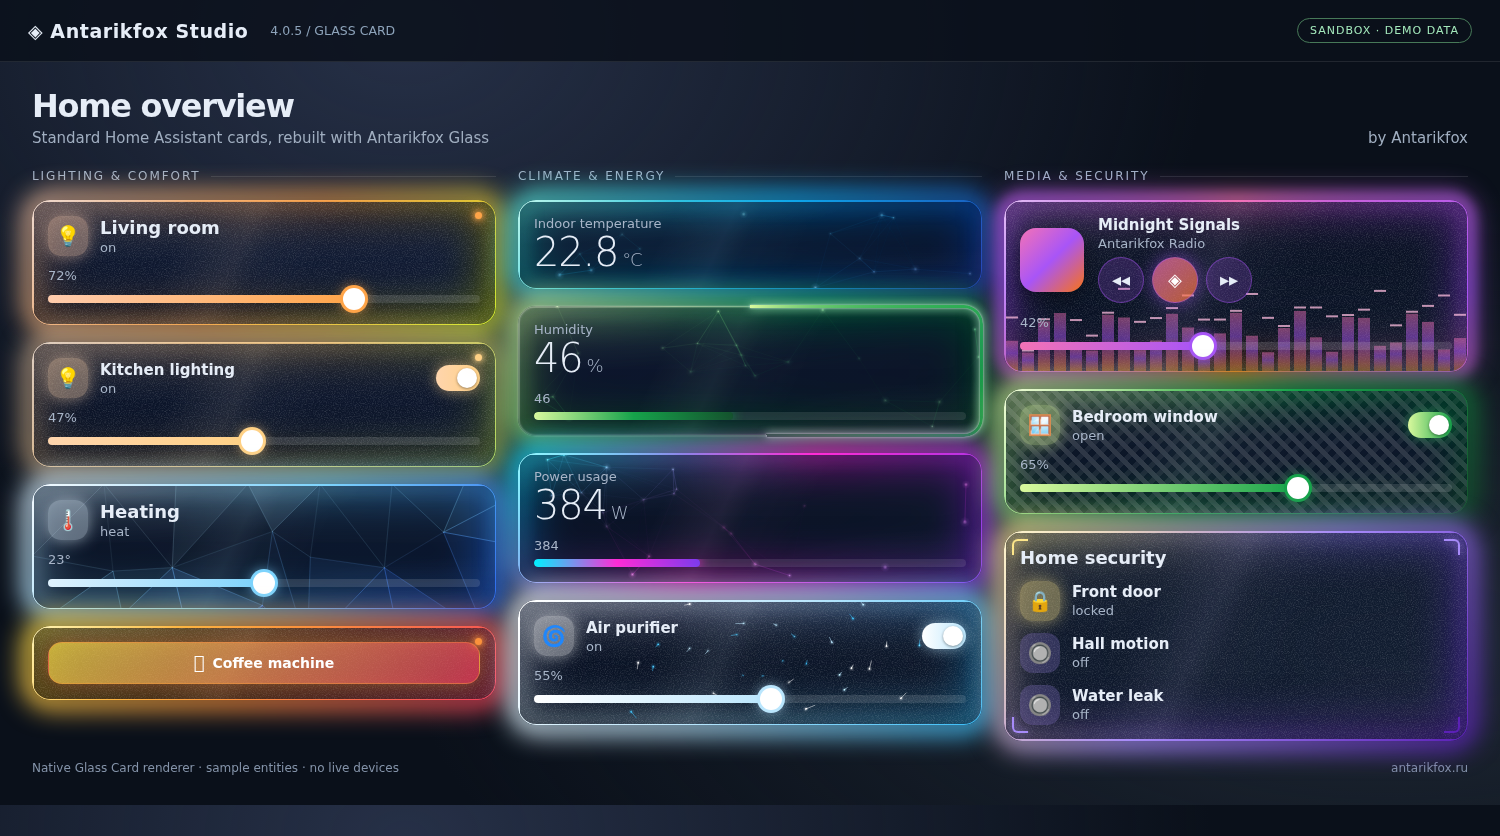 ◈ Antarikfox Studio
4.0.5 / GLASS CARD
SANDBOX · DEMO DATA
Home overview
Standard Home Assistant cards, rebuilt with Antarikfox Glass
by Antarikfox
LIGHTING & COMFORT
Living room
on
72%
Kitchen lighting
on
47%
Heating
heat
23°
Coffee machine
CLIMATE & ENERGY
Indoor temperature
22.8 °C
Humidity
46 %
46
Power usage
384 W
384
Air purifier
on
55%
MEDIA & SECURITY
Midnight Signals
Antarikfox Radio
42%
Bedroom window
open
65%
Home security
Front door
locked
Hall motion
off
Water leak
off
Native Glass Card renderer · sample entities · no live devices
antarikfox.ru